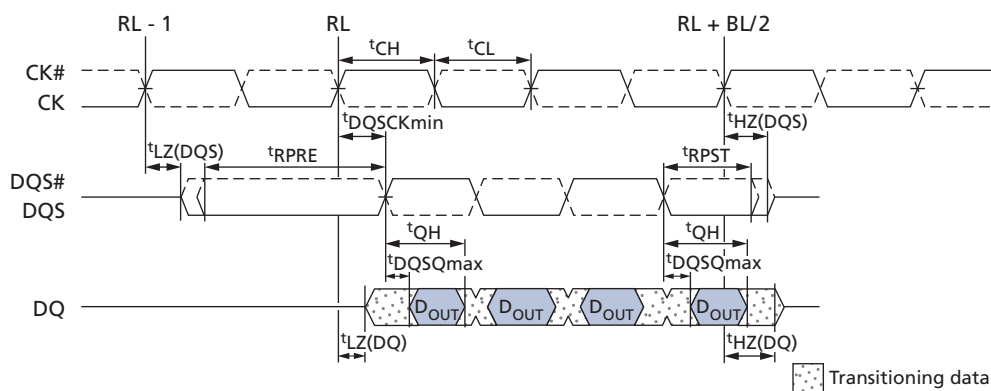 RL - 1 RL RL + BL/2
tCH tCL
CK#
CK
tDQSCKmin tHZ(DQS)
tLZ(DQS) tRPRE tRPST
DQS#
DQS
tQH tQH
tDQSQmax tDQSQmax
DQ DOUT DOUT DOUT DOUT
tLZ(DQ) tHZ(DQ)
Transitioning data